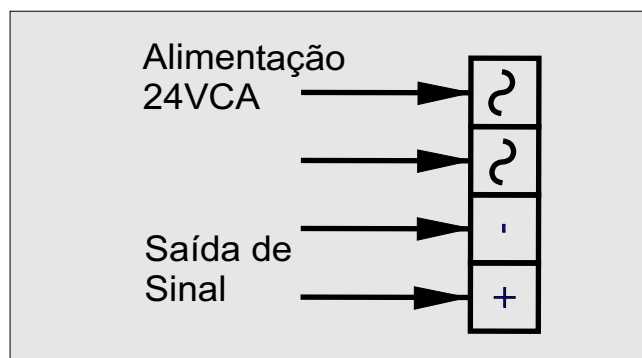 Alimentação
24VCA
~
~
-
Saída de
Sinal
+